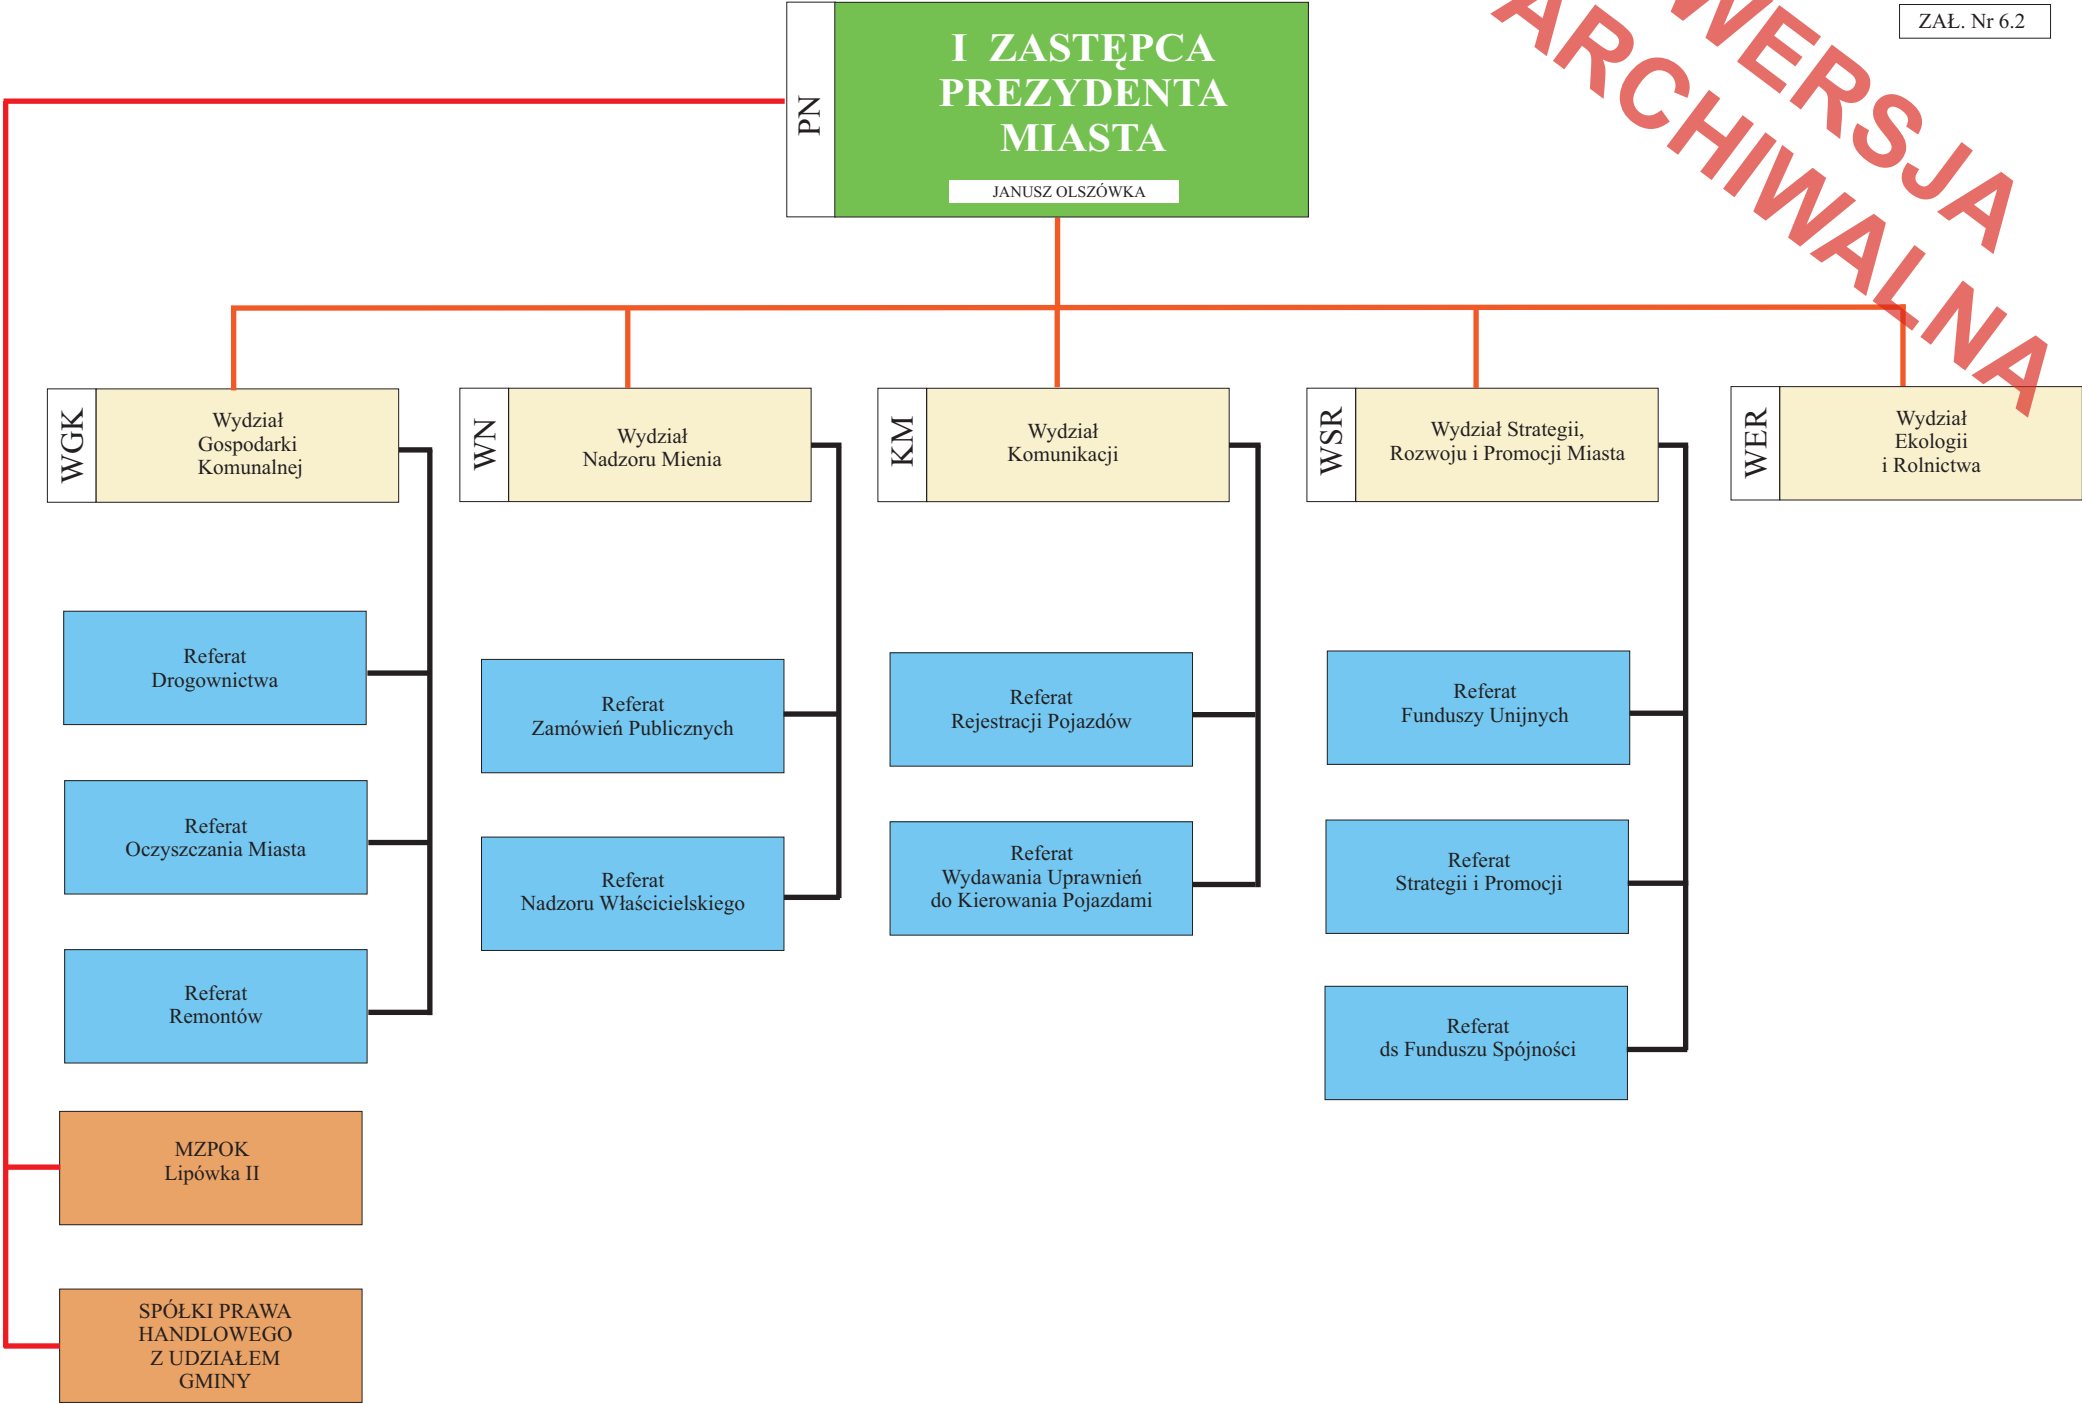 ZAŁ. Nr 6.2
WERSJA
ARCHIWALNA
PN
I ZASTĘPCA
PREZYDENTA
MIASTA
JANUSZ OLSZÓWKA
WGK
Wydział
Gospodarki
Komunalnej
WN
Wydział
Nadzoru Mienia
KM
Wydział
Komunikacji
WSR
Wydział Strategii,
Rozwoju i Promocji Miasta
WER
Wydział
Ekologii
i Rolnictwa
Referat
Drogownictwa
Referat
Oczyszczania Miasta
Referat
Remontów
Referat
Zamówień Publicznych
Referat
Nadzoru Właścicielskiego
Referat
Rejestracji Pojazdów
Referat
Wydawania Uprawnień
do Kierowania Pojazdami
Referat
Funduszy Unijnych
Referat
Strategii i Promocji
Referat
ds Funduszu Spójności
MZPOK
Lipówka II
SPÓŁKI PRAWA
HANDLOWEGO
Z UDZIAŁEM
GMINY